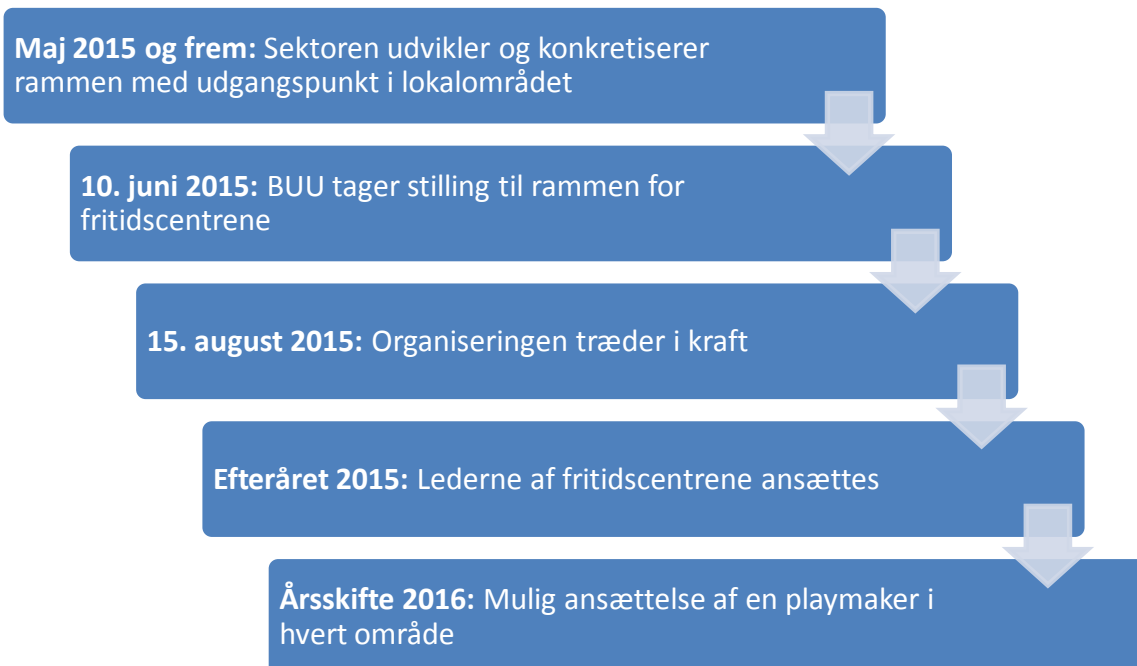 Maj 2015 og frem: Sektoren udvikler og konkretiserer
rammen med udgangspunkt i lokalområdet
10. juni 2015: BUU tager stilling til rammen for
fritidscentrene
15. august 2015: Organiseringen træder i kraft
Efteråret 2015: Lederne af fritidscentrene ansættes
Årsskifte 2016: Mulig ansættelse af en playmaker i
hvert område